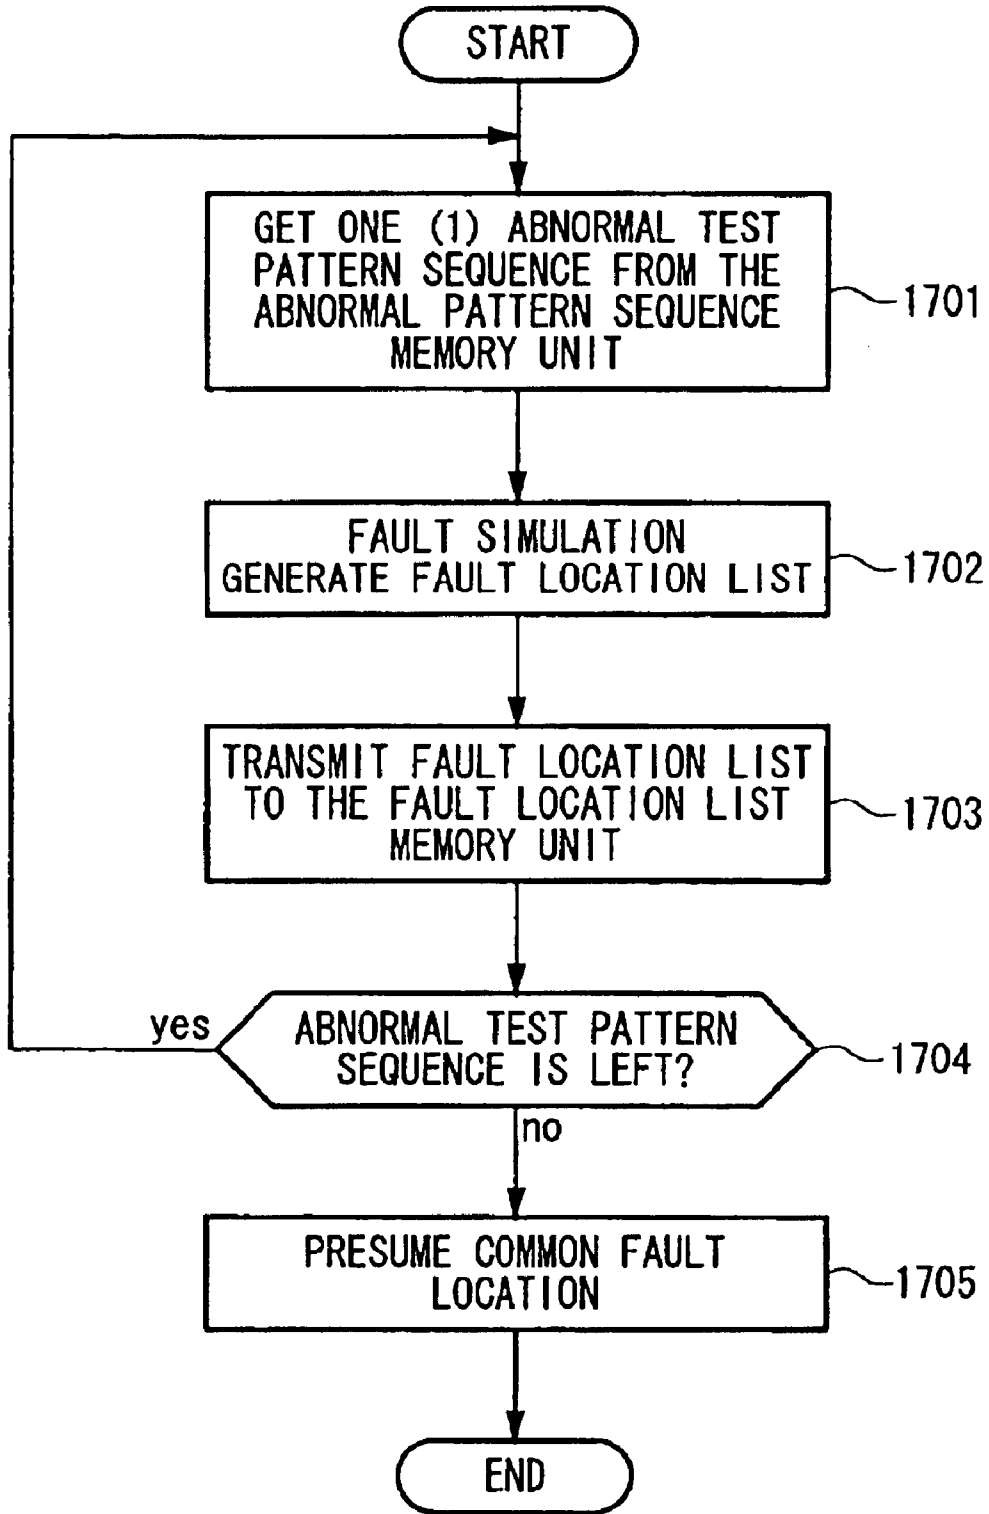 START
GET ONE (1) ABNORMAL TEST
PATTERN SEQUENCE FROM THE
ABNORMAL PATTERN SEQUENCE
MEMORY UNIT
1701
FAULT SIMULATION
GENERATE FAULT LOCATION LIST
1702
TRANSMIT FAULT LOCATION LIST
TO THE FAULT LOCATION LIST
MEMORY UNIT
1703
yes
ABNORMAL TEST PATTERN
SEQUENCE IS LEFT?
1704
no
PRESUME COMMON FAULT
LOCATION
1705
END